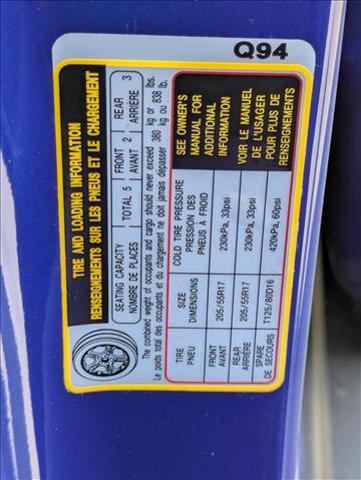 Q94
TIRE AND LOADING INFORMATION
RENSEIGNEMENTS SUR LES PNEUS ET LE CHARGEMENT
SEATING CAPACITY
NOMBRE DE PLACES
TOTAL 5
FRONT
AVANT 2
REAR
ARRIÈRE 3
The combined weight of occupants and cargo should never exceed 380 kg or 838 lbs.
Le poids total des occupants et du chargement ne doit jamais dépasser 380 kg ou 838 lb.
TIRE
PNEU
SIZE
DIMENSIONS
COLD TIRE PRESSURE
PRESSION DES
PNEUS À FROID
FRONT
AVANT
205/55R17
230kPa, 33psi
REAR
ARRIÈRE
205/55R17
230kPa, 33psi
SPARE
DE SECOURS
T125/80D16
420kPa, 60psi
SEE OWNER'S
MANUAL FOR
ADDITIONAL
INFORMATION
VOIR LE MANUEL
DE L'USAGER
POUR PLUS DE
RENSEIGNEMENTS